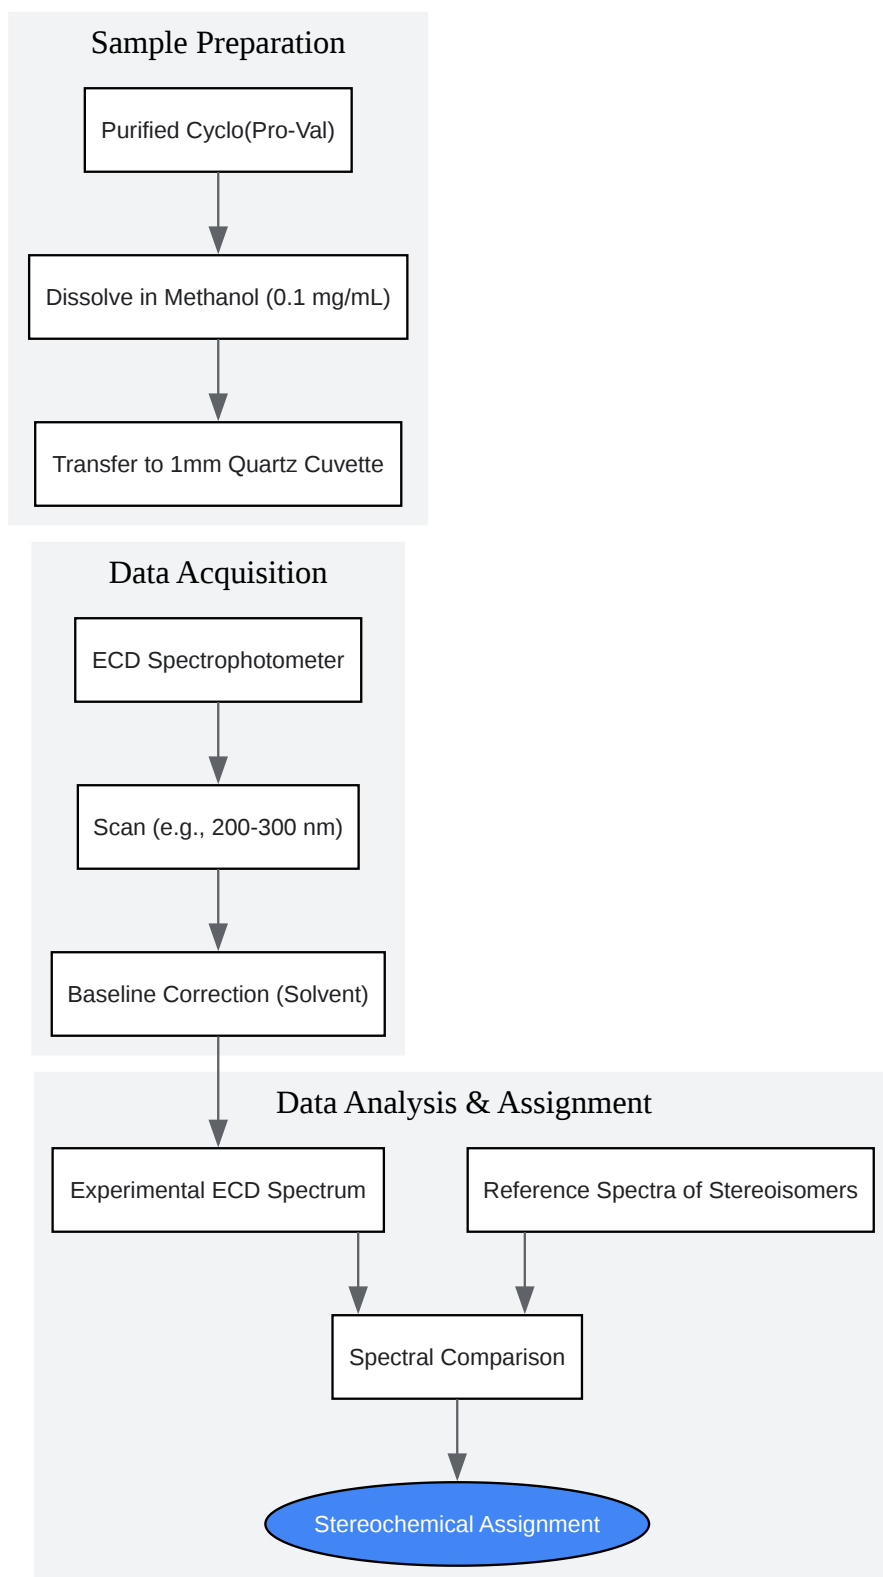 Sample Preparation
Purified Cyclo(Pro-Val)
Dissolve in Methanol (0.1 mg/mL)
Transfer to 1mm Quartz Cuvette
Data Acquisition
ECD Spectrophotometer
Scan (e.g., 200-300 nm)
Baseline Correction (Solvent)
Data Analysis & Assignment
Experimental ECD Spectrum
Reference Spectra of Stereoisomers
Spectral Comparison
Stereochemical Assignment